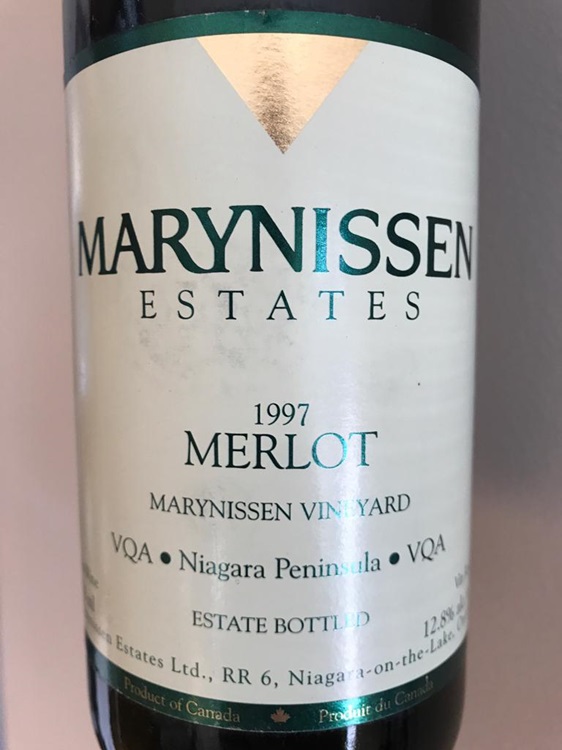 MARYNISSEN
ESTATES
1997
MERLOT
MARYNISSEN VINEYARD
VQA • Niagara Peninsula • VQA
ESTATE BOTTLED
12.8%
Estates Ltd., RR 6, Niagara-on-the-Lake,
Product of Canada Produit du Canada